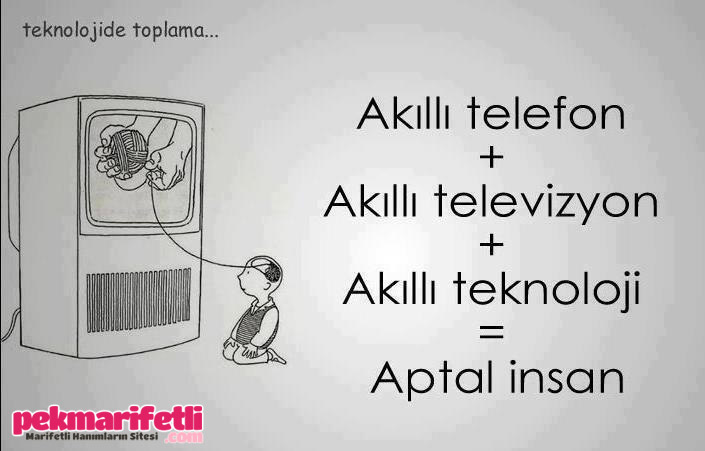 teknolojide toplama...
Akıllı telefon
+
Akıllı televizyon
+
Akıllı teknoloji
=
Aptal insan
pekmarifetli
Marifetli Hanımların Sitesi .com